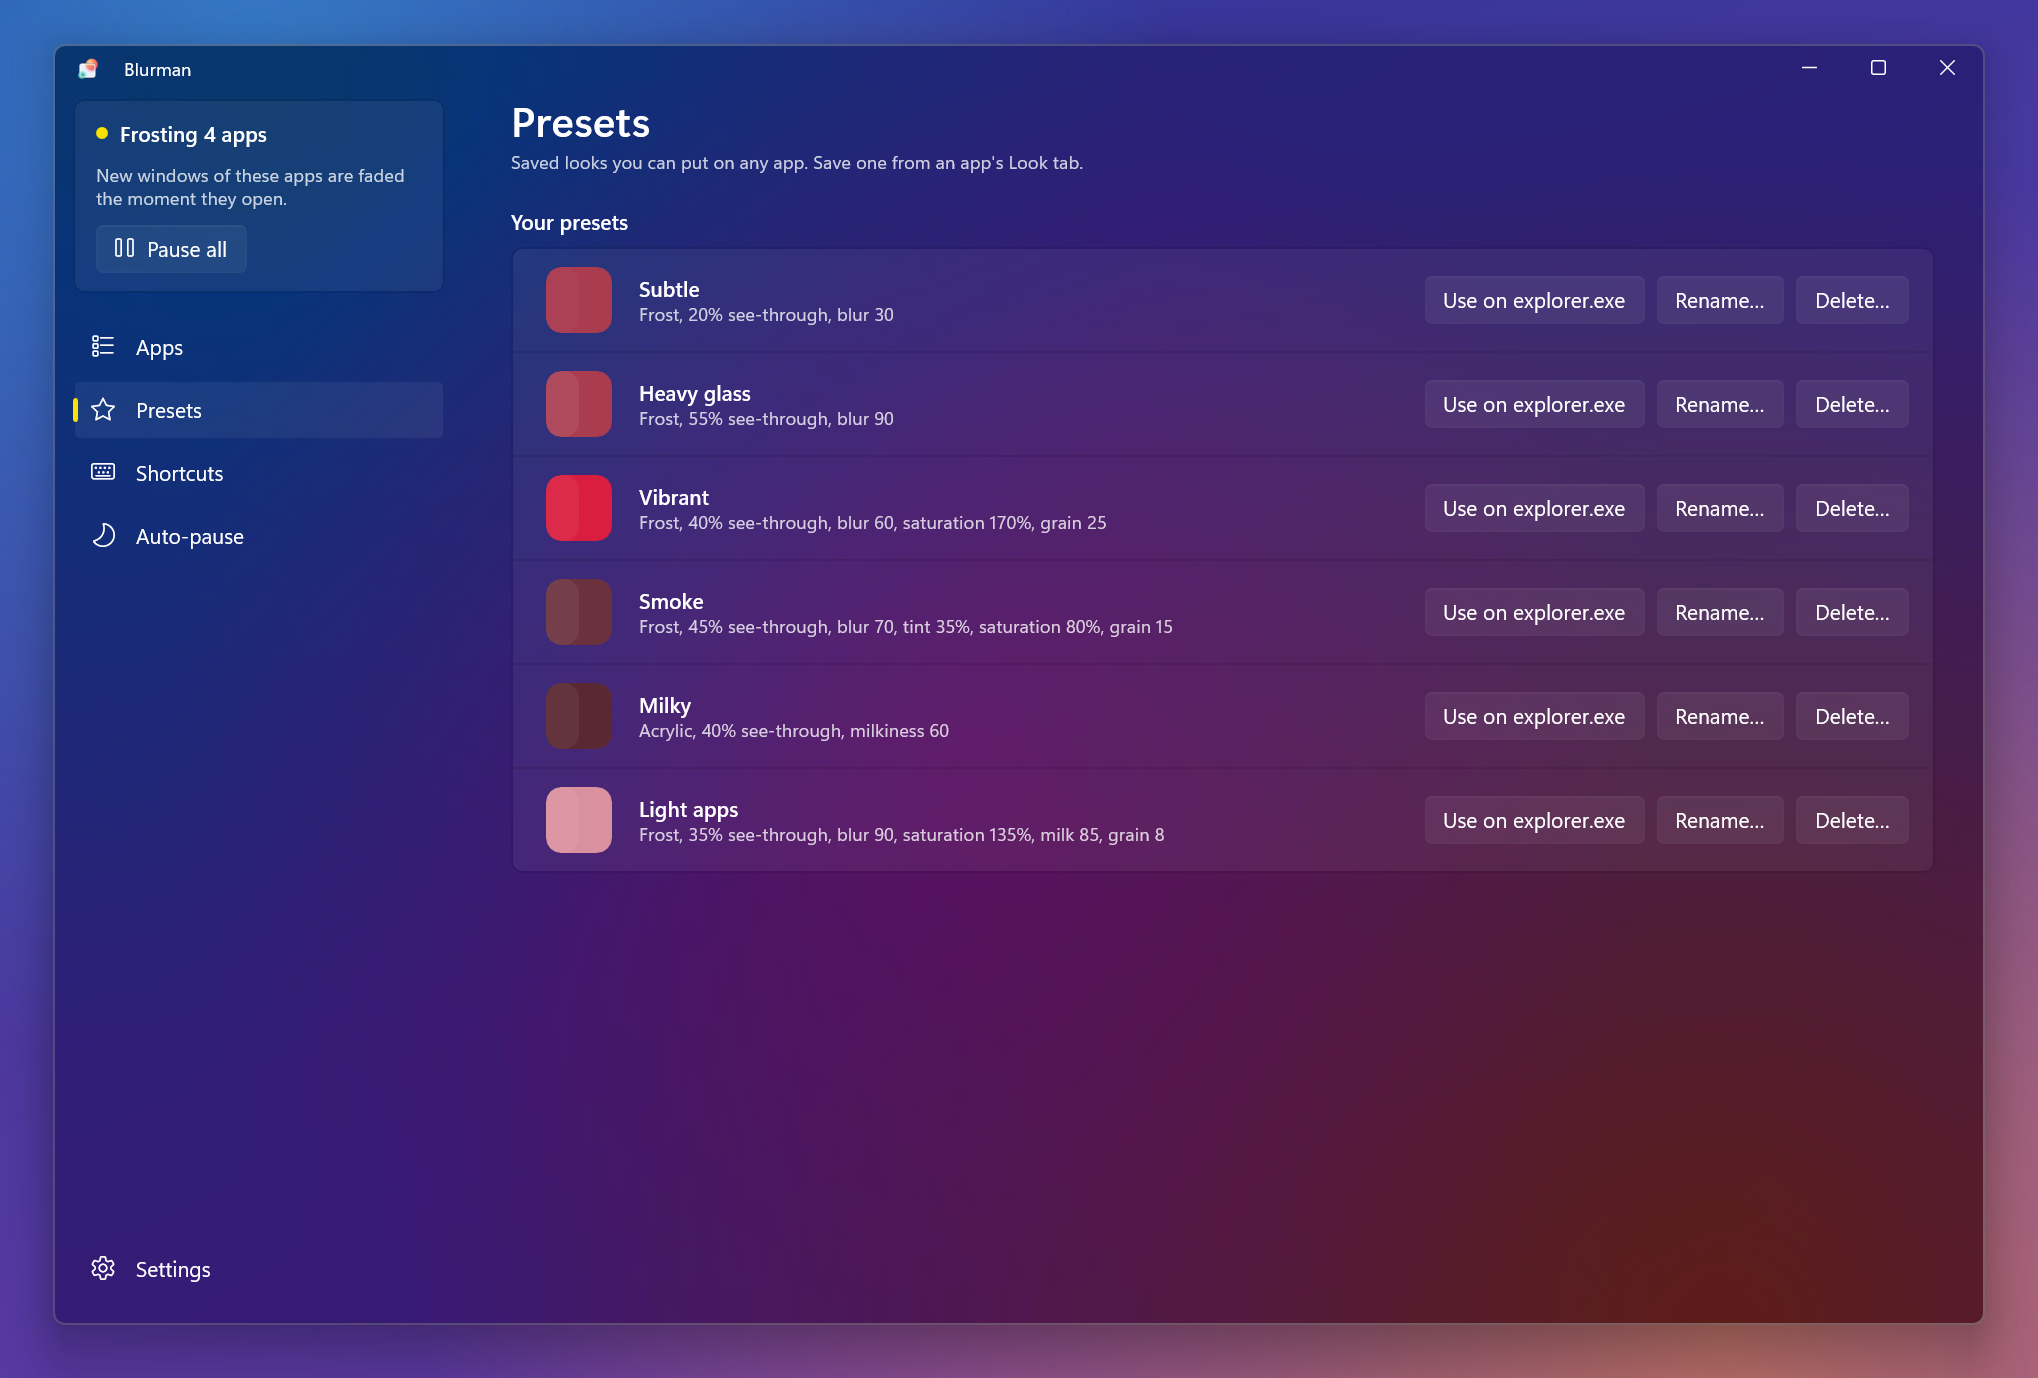 Blurman
Frosting 4 apps
New windows of these apps are faded
the moment they open.
Pause all
Apps
Presets
Shortcuts
Auto-pause
Settings
Presets
Saved looks you can put on any app. Save one from an app's Look tab.
Your presets
Subtle
Frost, 20% see-through, blur 30
Use on explorer.exe Rename... Delete...
Heavy glass
Frost, 55% see-through, blur 90
Use on explorer.exe Rename... Delete...
Vibrant
Frost, 40% see-through, blur 60, saturation 170%, grain 25
Use on explorer.exe Rename... Delete...
Smoke
Frost, 45% see-through, blur 70, tint 35%, saturation 80%, grain 15
Use on explorer.exe Rename... Delete...
Milky
Acrylic, 40% see-through, milkiness 60
Use on explorer.exe Rename... Delete...
Light apps
Frost, 35% see-through, blur 90, saturation 135%, milk 85, grain 8
Use on explorer.exe Rename... Delete...